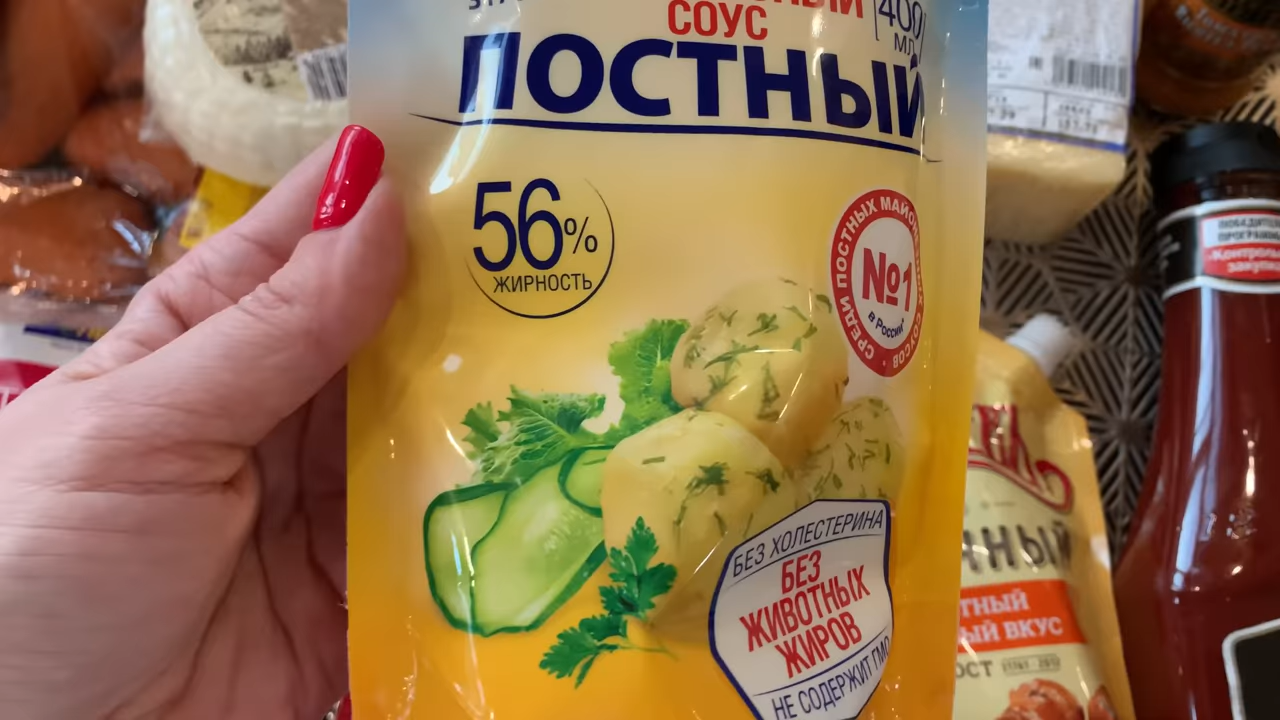 400
МЛ
СОУС
ПОСТНЫЙ
56%
ЖИРНОСТЬ
СРЕДИ ПОСТНЫХ МАЙОНЕЗНЫХ СОУСОВ
№1
в России*
БЕЗ ХОЛЕСТЕРИНА
БЕЗ
ЖИВОТНЫХ
ЖИРОВ
НЕ СОДЕРЖИТ ГМО
ВКУС